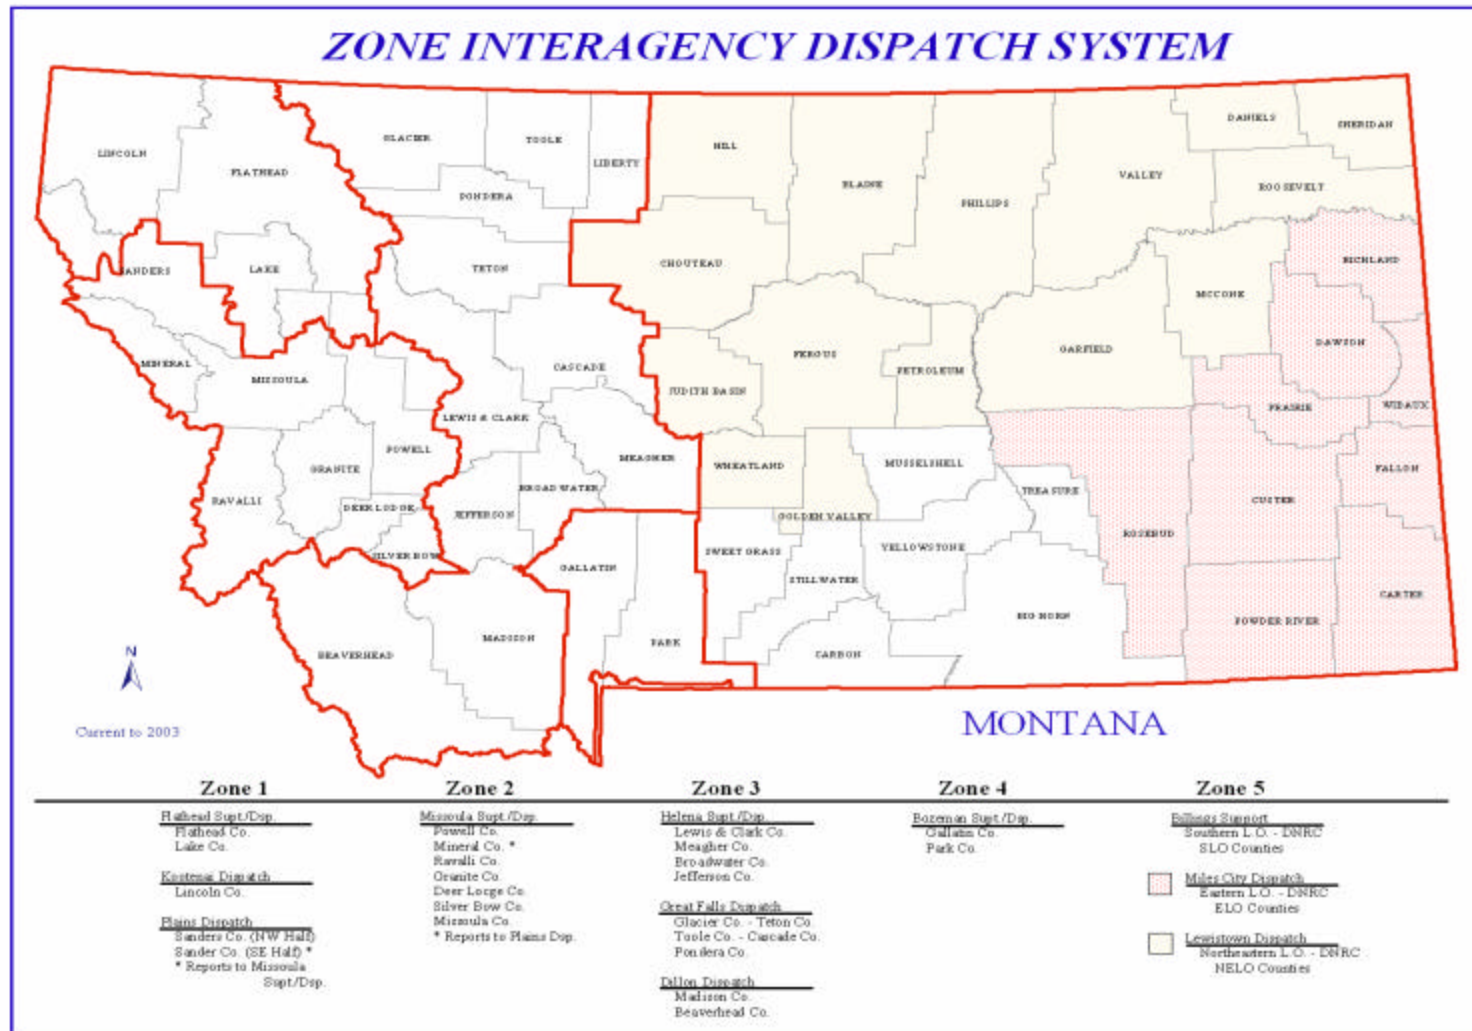 ZONE INTERAGENCY DISPATCH SYSTEM
LINCOLN
FLATHEAD
GLACIER
TOOLE
LIBERTY
HILL
BLAINE
PHILLIPS
VALLEY
DANIELS
SHERIDAN
ROOSEVELT
PONDERA
SANDERS
LAKE
TETON
CHOUTEAU
MCCONE
RICHLAND
MINERAL
MISSOULA
CASCADE
JUDITH BASIN
FERGUS
PETROLEUM
GARFIELD
DAWSON
PRAIRIE
WIBAUX
LEWIS & CLARK
POWELL
GRANITE
MEAGHER
WHEATLAND
MUSSELSHELL
TREASURE
CUSTER
FALLON
RAVALLI
DEER LODGE
BROADWATER
JEFFERSON
GOLDEN VALLEY
ROSEBUD
SILVER BOW
GALLATIN
SWEET GRASS
STILLWATER
YELLOWSTONE
CARTER
BEAVERHEAD
MADISON
PARK
CARBON
BIG HORN
POWDER RIVER
N
Current to 2003
MONTANA
Zone 1
Flathead Supt./Dsp.
Flathead Co.
Lake Co.
Kootenai Dispatch
Lincoln Co.
Plains Dispatch
Sanders Co. (NW Half)
Sander Co. (SE Half) *
* Reports to Missoula
Supt/Dsp.
Zone 2
Missoula Supt./Dsp.
Powell Co.
Mineral Co. *
Ravalli Co.
Granite Co.
Deer Locge Co.
Silver Bow Co.
Missoula Co.
* Reports to Plains Dsp.
Zone 3
Helena Supt./Dsp.
Lewis & Clark Co.
Meagher Co.
Broadwater Co.
Jefferson Co.
Great Falls Dispatch
Glacier Co. - Teton Co.
Toole Co. - Cascade Co.
Pondera Co.
Dillon Dispatch
Madison Co.
Beaverhead Co.
Zone 4
Bozeman Supt./Dsp.
Gallatin Co.
Park Co.
Zone 5
Billings Support
Southern L.O. - DNRC
SLO Counties
Miles City Dispatch
Eastern L.O. - DNRC
ELO Counties
Lewistown Dispatch
Northeastern L.O. - DNRC
NELO Counties